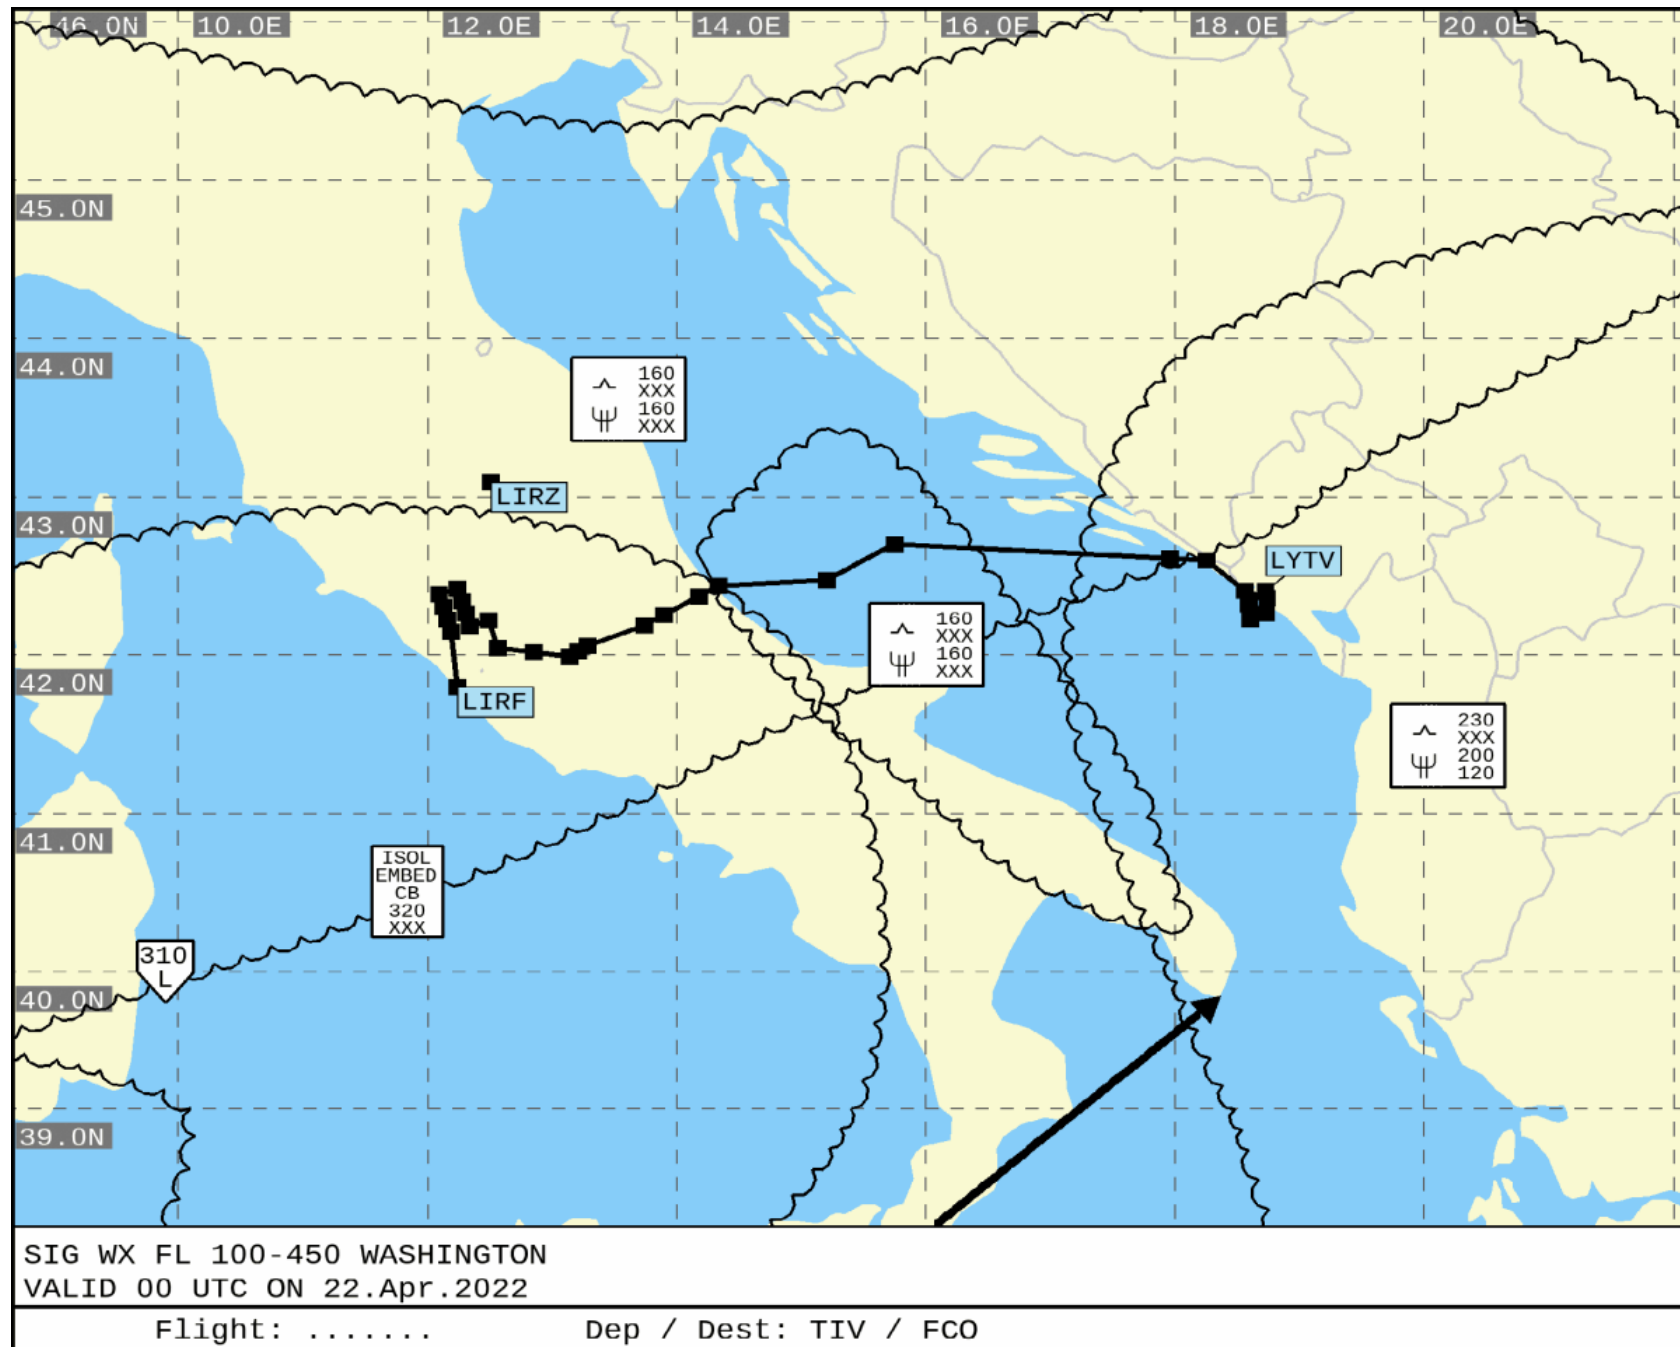 46.0N 10.0E 12.0E 14.0E 16.0E 18.0E 20.0E
45.0N
44.0N
160
XXX
160
XXX
LIRZ
43.0N
LYTV
160
XXX
160
XXX
42.0N
LIRF
230
XXX
200
120
41.0N
ISOL
EMBED
CB
320
XXX
310
L
40.0N
39.0N
SIG WX FL 100-450 WASHINGTON
VALID 00 UTC ON 22.Apr.2022
Flight: ....... Dep / Dest: TIV / FCO